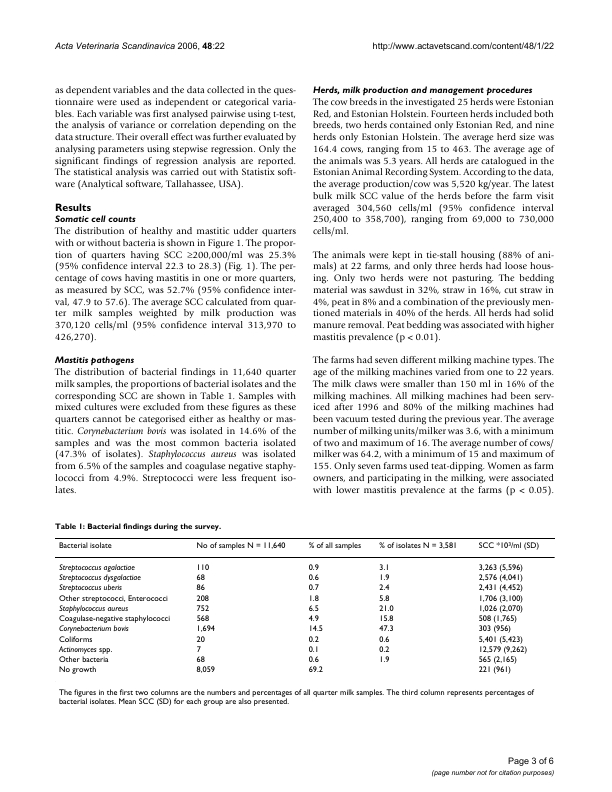 Acta Veterinaria Scandinavica 2006, 48:22
http://www.actavetscand.com/content/48/1/22
as dependent variables and the data collected in the ques-
tionnaire were used as independent or categorical varia-
bles. Each variable was first analysed pairwise using t-test,
the analysis of variance or correlation depending on the
data structure. Their overall effect was further evaluated by
analysing parameters using stepwise regression. Only the
significant findings of regression analysis are reported.
The statistical analysis was carried out with Statistix soft-
ware (Analytical software, Tallahassee, USA).
Results
Somatic cell counts
The distribution of healthy and mastitic udder quarters
with or without bacteria is shown in Figure 1. The propor-
tion of quarters having SCC ≥200,000/ml was 25.3%
(95% confidence interval 22.3 to 28.3) (Fig. 1). The per-
centage of cows having mastitis in one or more quarters,
as measured by SCC, was 52.7% (95% confidence inter-
val, 47.9 to 57.6). The average SCC calculated from quar-
ter milk samples weighted by milk production was
370,120 cells/ml (95% confidence interval 313,970 to
426,270).
Mastitis pathogens
The distribution of bacterial findings in 11,640 quarter
milk samples, the proportions of bacterial isolates and the
corresponding SCC are shown in Table 1. Samples with
mixed cultures were excluded from these figures as these
quarters cannot be categorised either as healthy or mas-
titic. Corynebacterium bovis was isolated in 14.6% of the
samples and was the most common bacteria isolated
(47.3% of isolates). Staphylococcus aureus was isolated
from 6.5% of the samples and coagulase negative staphy-
lococci from 4.9%. Streptococci were less frequent iso-
lates.
Herds, milk production and management procedures
The cow breeds in the investigated 25 herds were Estonian
Red, and Estonian Holstein. Fourteen herds included both
breeds, two herds contained only Estonian Red, and nine
herds only Estonian Holstein. The average herd size was
164.4 cows, ranging from 15 to 463. The average age of
the animals was 5.3 years. All herds are catalogued in the
Estonian Animal Recording System. According to the data,
the average production/cow was 5,520 kg/year. The latest
bulk milk SCC value of the herds before the farm visit
averaged 304,560 cells/ml (95% confidence interval
250,400 to 358,700), ranging from 69,000 to 730,000
cells/ml.
The animals were kept in tie-stall housing (88% of ani-
mals) at 22 farms, and only three herds had loose hous-
ing. Only two herds were not pasturing. The bedding
material was sawdust in 32%, straw in 16%, cut straw in
4%, peat in 8% and a combination of the previously men-
tioned materials in 40% of the herds. All herds had solid
manure removal. Peat bedding was associated with higher
mastitis prevalence (p < 0.01).
The farms had seven different milking machine types. The
age of the milking machines varied from one to 22 years.
The milk claws were smaller than 150 ml in 16% of the
milking machines. All milking machines had been serv-
iced after 1996 and 80% of the milking machines had
been vacuum tested during the previous year. The average
number of milking units/milker was 3.6, with a minimum
of two and maximum of 16. The average number of cows/
milker was 64.2, with a minimum of 15 and maximum of
155. Only seven farms used teat-dipping. Women as farm
owners, and participating in the milking, were associated
with lower mastitis prevalence at the farms (p < 0.05).
Table 1: Bacterial findings during the survey.
Bacterial isolate No of samples N = 11,640 % of all samples % of isolates N = 3,581 SCC *10³/ml (SD)
Streptococcus agalactiae 110 0.9 3.1 3,263 (5,596)
Streptococcus dysgalactiae 68 0.6 1.9 2,576 (4,041)
Streptococcus uberis 86 0.7 2.4 2,431 (4,452)
Other streptococci, Enterococci 208 1.8 5.8 1,706 (3,100)
Staphylococcus aureus 752 6.5 21.0 1,026 (2,070)
Coagulase-negative staphylococci 568 4.9 15.8 508 (1,765)
Corynebacterium bovis 1,694 14.5 47.3 303 (956)
Coliforms 20 0.2 0.6 5,401 (5,423)
Actinomyces spp. 7 0.1 0.2 12,579 (9,262)
Other bacteria 68 0.6 1.9 565 (2,165)
No growth 8,059 69.2 221 (961)
The figures in the first two columns are the numbers and percentages of all quarter milk samples. The third column represents percentages of
bacterial isolates. Mean SCC (SD) for each group are also presented.
Page 3 of 6
(page number not for citation purposes)